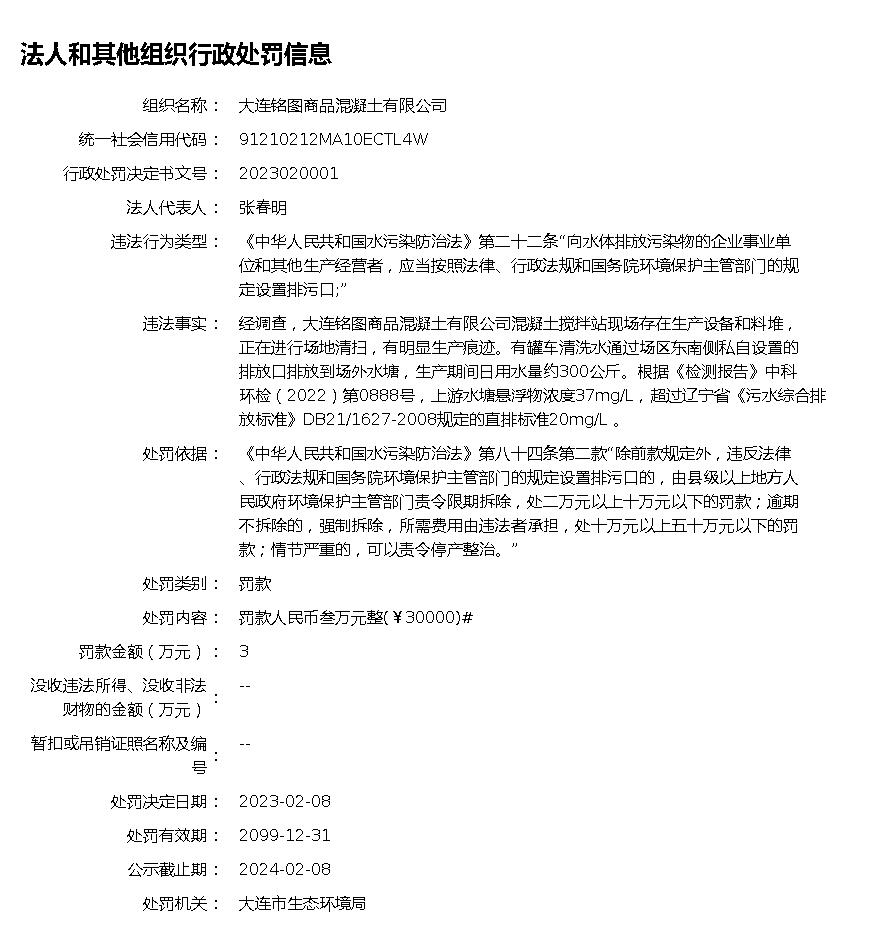 法人和其他组织行政处罚信息
组织名称： 大连铭图商品混凝土有限公司
统一社会信用代码： 91210212MA10ECTL4W
行政处罚决定书文号： 2023020001
法人代表人： 张春明
违法行为类型： 《中华人民共和国水污染防治法》第二十二条“向水体排放污染物的企业事业单
位和其他生产经营者，应当按照法律、行政法规和国务院环境保护主管部门的规
定设置排污口;”
违法事实： 经调查，大连铭图商品混凝土有限公司混凝土搅拌站现场存在生产设备和料堆，
正在进行场地清扫，有明显生产痕迹。有罐车清洗水通过场区东南侧私自设置的
排放口排放到场外水塘，生产期间日用水量约300公斤。根据《检测报告》中科
环检（2022）第0888号，上游水塘悬浮物浓度37mg/L，超过辽宁省《污水综合排
放标准》DB21/1627-2008规定的直排标准20mg/L 。
处罚依据： 《中华人民共和国水污染防治法》第八十四条第二款“除前款规定外，违反法律
、行政法规和国务院环境保护主管部门的规定设置排污口的，由县级以上地方人
民政府环境保护主管部门责令限期拆除，处二万元以上十万元以下的罚款；逾期
不拆除的，强制拆除，所需费用由违法者承担，处十万元以上五十万元以下的罚
款；情节严重的，可以责令停产整治。”
处罚类别： 罚款
处罚内容： 罚款人民币叁万元整(￥30000)#
罚款金额（万元）： 3
没收违法所得、没收非法
财物的金额（万元）： --
暂扣或吊销证照名称及编
号： --
处罚决定日期： 2023-02-08
处罚有效期： 2099-12-31
公示截止期： 2024-02-08
处罚机关： 大连市生态环境局